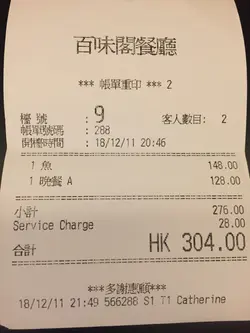 百味閣餐廳
*** 帳單重印 *** 2
檯 號 : 9 客人數目: 2
帳單號碼 : 288
開檯時間 : 18/12/11 20:46
1 魚 148.00
1 晚餐 A 128.00
小計 276.00
Service Charge 28.00
合計 HK 304.00
***多謝惠顧***
18/12/11 21:49 566288 S1 T1 Catherine